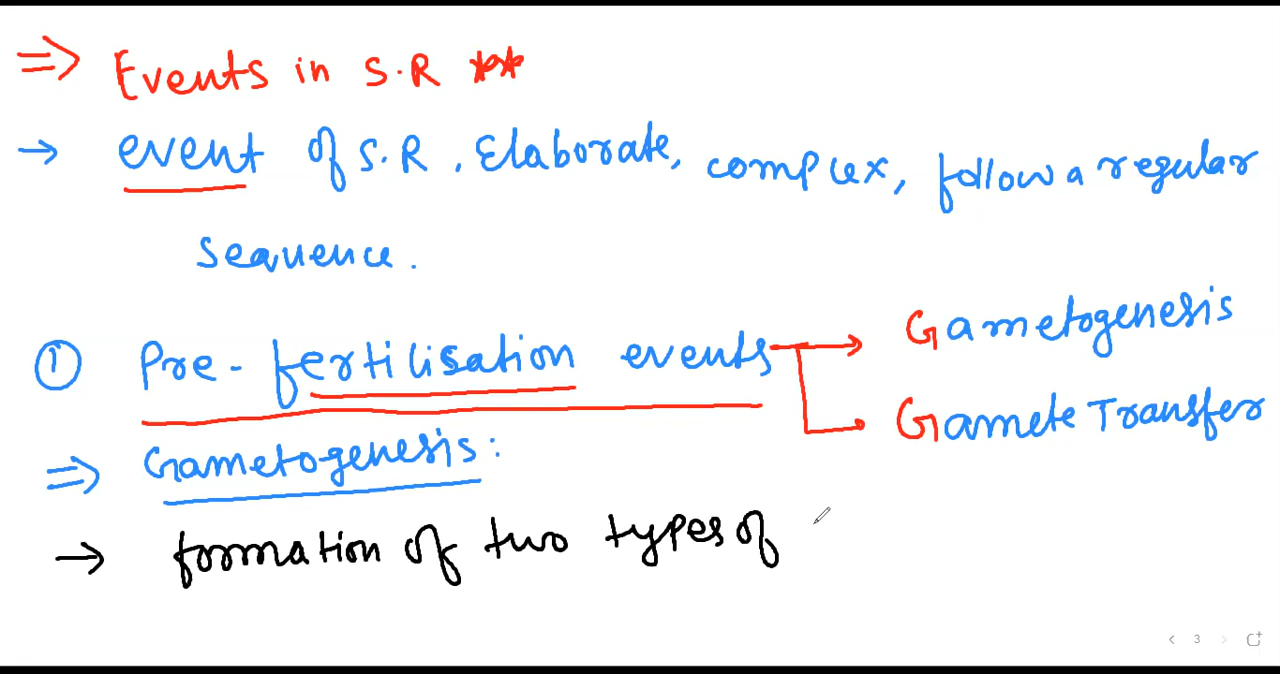 ⇒ Events in S.R **
→ event of S.R, Elaborate, complex, follow a regular
sequence.
① Pre-fertilisation events → Gametogenesis
→ Gamete Transfer
⇒ Gametogenesis:
→ formation of two types of
< 3 >